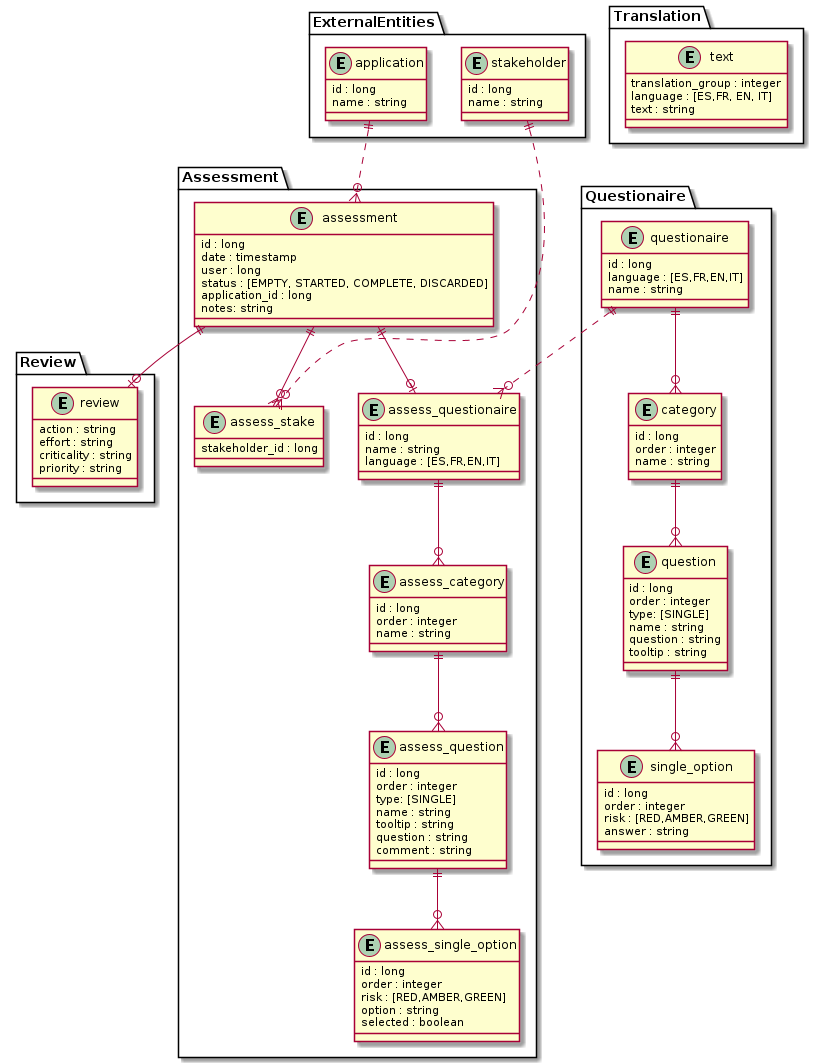 ExternalEntities
E application
id : long
name : string
E stakeholder
id : long
name : string
Translation
E text
translation_group : integer
language : [ES,FR, EN, IT]
text : string
Assessment
E assessment
id : long
date : timestamp
user : long
status : [EMPTY, STARTED, COMPLETE, DISCARDED]
application_id : long
notes: string
Questionaire
E questionaire
id : long
language : [ES,FR,EN,IT]
name : string
Review
E review
action : string
effort : string
criticality : string
priority : string
E assess_stake
stakeholder_id : long
E assess_questionaire
id : long
name : string
language : [ES,FR,EN,IT]
E category
id : long
order : integer
name : string
E assess_category
id : long
order : integer
name : string
E question
id : long
order : integer
type: [SINGLE]
name : string
question : string
tooltip : string
E assess_question
id : long
order : integer
type: [SINGLE]
name : string
tooltip : string
question : string
comment : string
E single_option
id : long
order : integer
risk : [RED,AMBER,GREEN]
answer : string
E assess_single_option
id : long
order : integer
risk : [RED,AMBER,GREEN]
option : string
selected : boolean